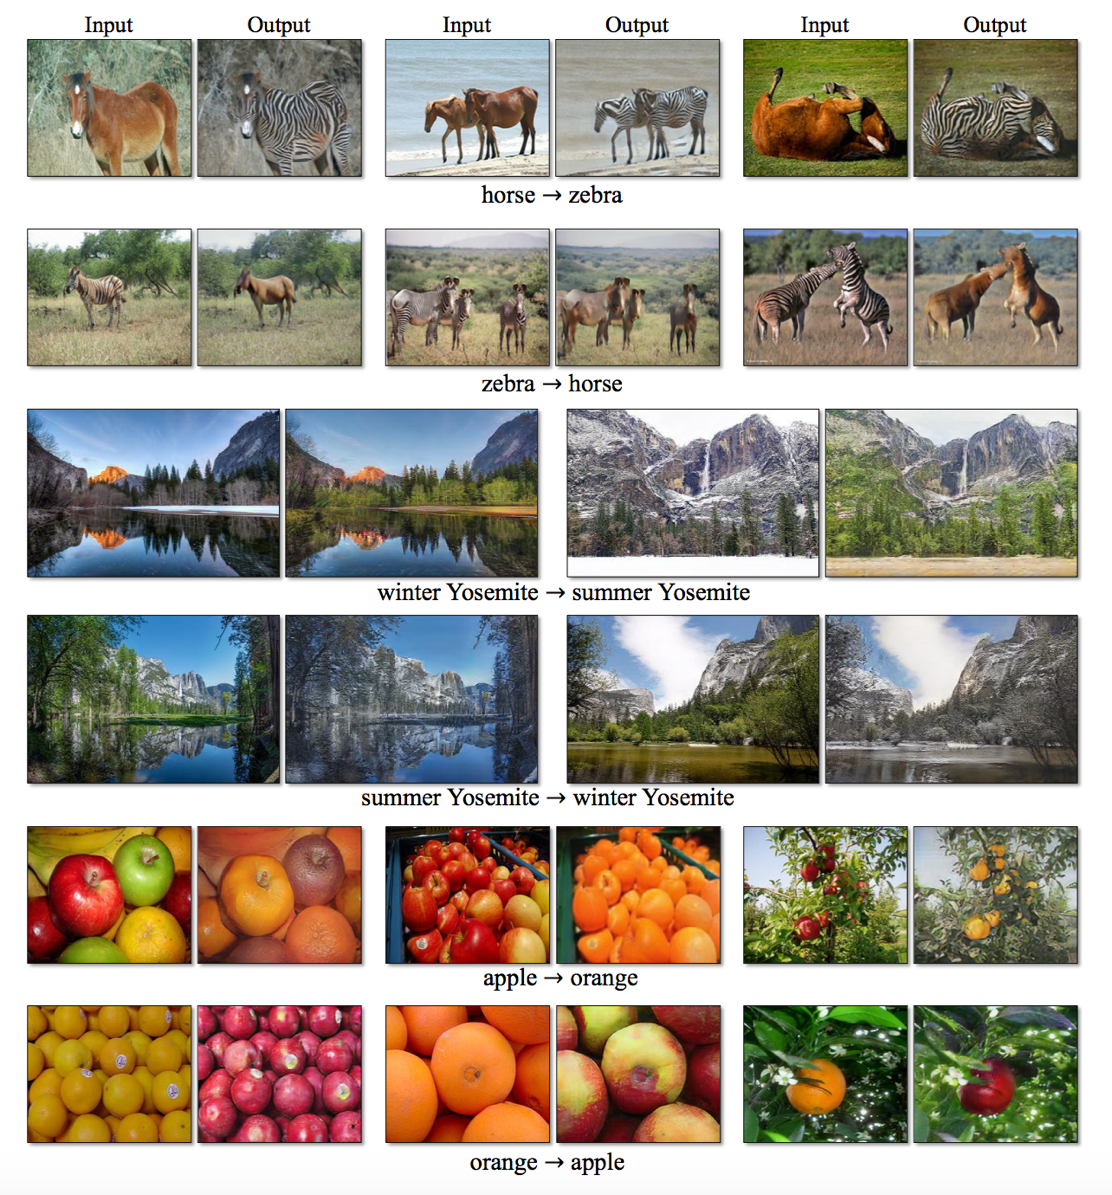 Input Output Input Output Input Output
horse → zebra
zebra → horse
winter Yosemite → summer Yosemite
summer Yosemite → winter Yosemite
apple → orange
orange → apple